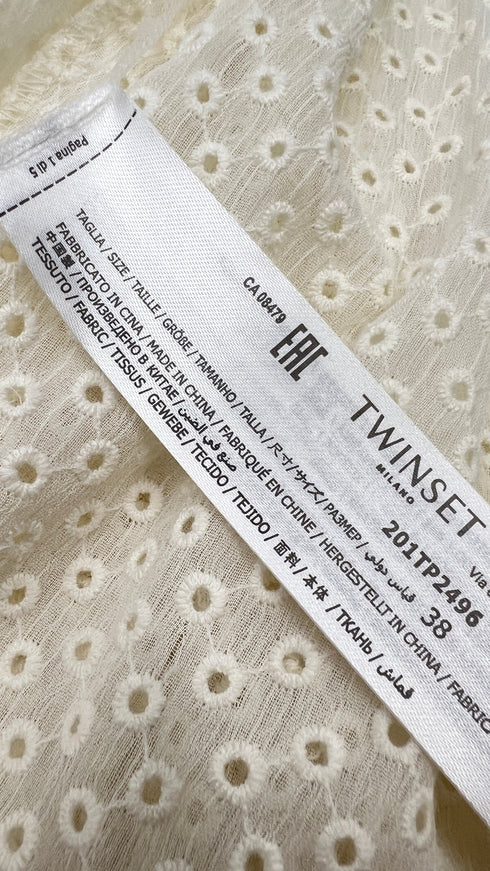 Pagina 1 di 5
CA 08479
EAC
TWINSET
MILANO
Via
201TP2496
TAGLIA / SIZE / TAILLE / GRÖßE / TAMANHO / TALLA / 尺寸 / サイズ / РАЗМЕР / قياس دولي 38
FABBRICATO IN CINA / MADE IN CHINA / FABRIQUÉ EN CHINE / HERGESTELLT IN CHINA / FABRIC
中国製 / ПРОИЗВЕДЕНО В КИТАЕ / صنع في الصين
TESSUTO / FABRIC / TISSUS / GEWEBE / TECIDO / TEJIDO / 面料 / 本体 / ТКАНЬ / قماش